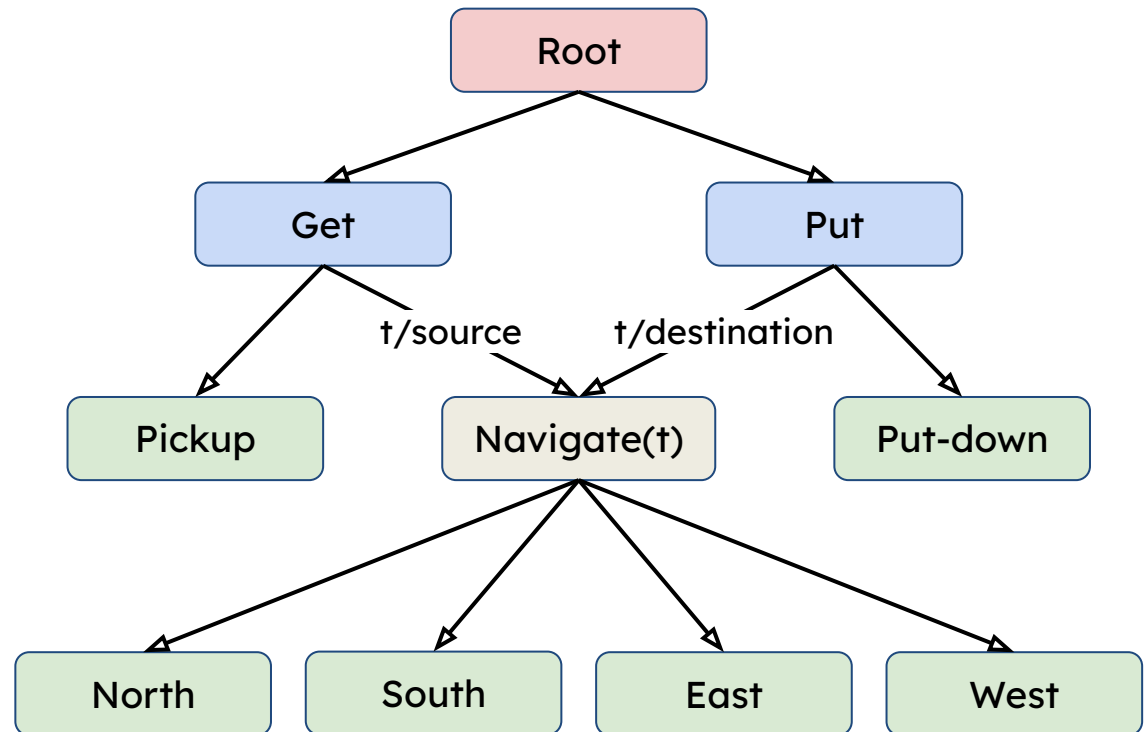 Root
Get
Put
t/source
t/destination
Pickup
Navigate(t)
Put-down
North
South
East
West